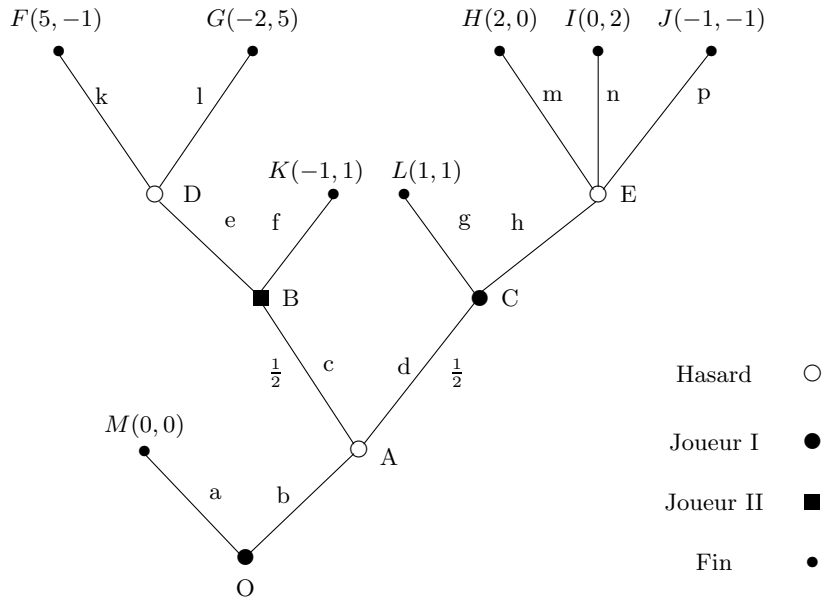 F(5, −1)
G(−2, 5)
H(2, 0)
I(0, 2)
J(−1, −1)
k
l
m
n
p
D
K(−1, 1)
L(1, 1)
E
e
f
g
h
B
C
1/2
c
d
1/2
Hasard
M(0, 0)
A
Joueur I
a
b
Joueur II
Fin
O